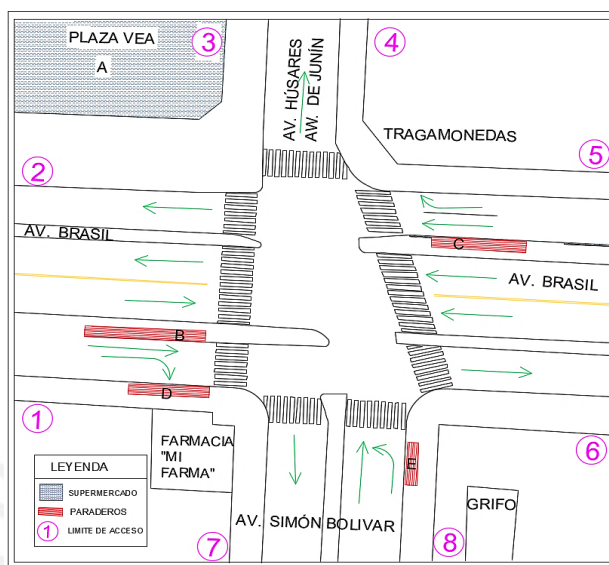 PLAZA VEA
A
3
4
AV. HÚSARES
AW. DE JUNÍN
TRAGAMONEDAS
5
2
AV. BRASIL
C
AV. BRASIL
B
D
1
6
FARMACIA
"MI
FARMA"
E
LEYENDA
SUPERMERCADO
PARADEROS
1 LIMITE DE ACCESO
GRIFO
AV. SIMÓN BOLIVAR
7
8